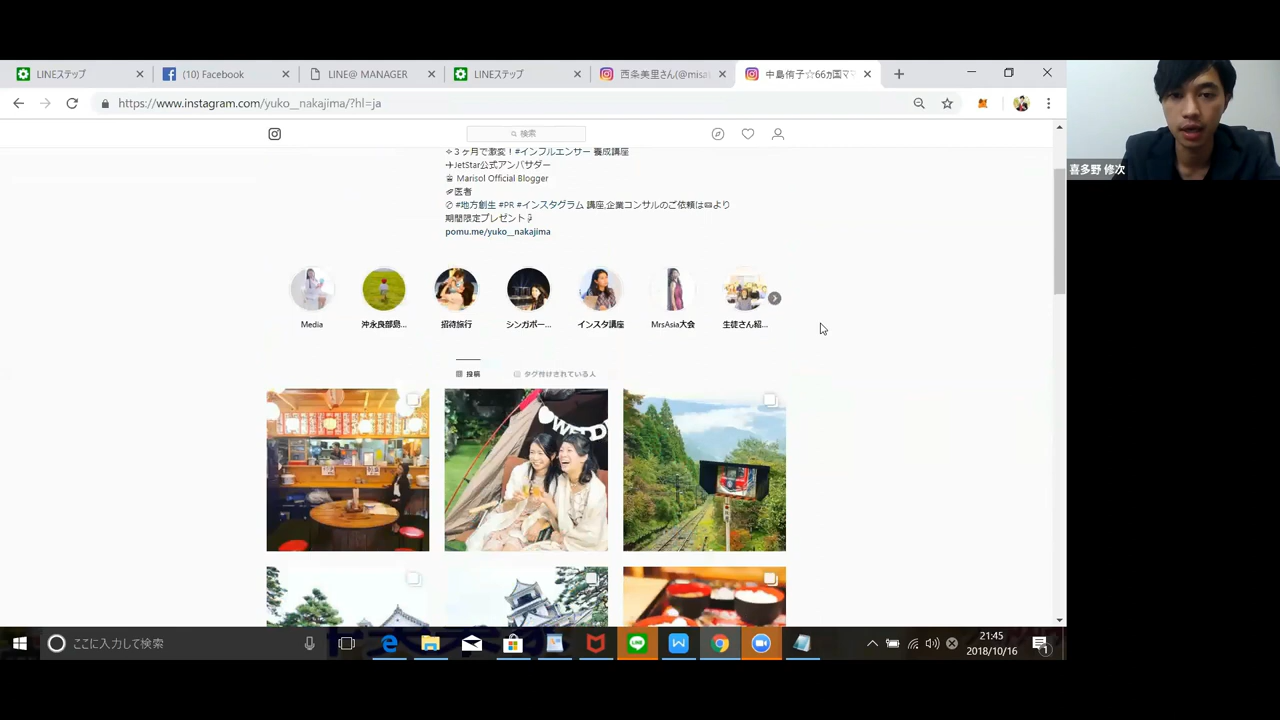 LINEステップ
(10) Facebook
LINE@ MANAGER
LINEステップ
西条美里さん(@misa
中島侑子☆66ヵ国ママ
https://www.instagram.com/yuko__nakajima/?hl=ja
検索
喜多野 修次
✧３ヶ月で激変！#インフルエンサー 養成講座
✈JetStar公式アンバサダー
♕ Marisol Official Blogger
医者
#地方創生 #PR #インスタグラム 講座,企業コンサルのご依頼は✉より
期間限定プレゼント
pomu.me/yuko__nakajima
Media
沖永良部島...
招待旅行
シンガポー...
インスタ講座
MrsAsia大会
生徒さん紹...
投稿
タグ付けされている人
ここに入力して検索
21:45
2018/10/16